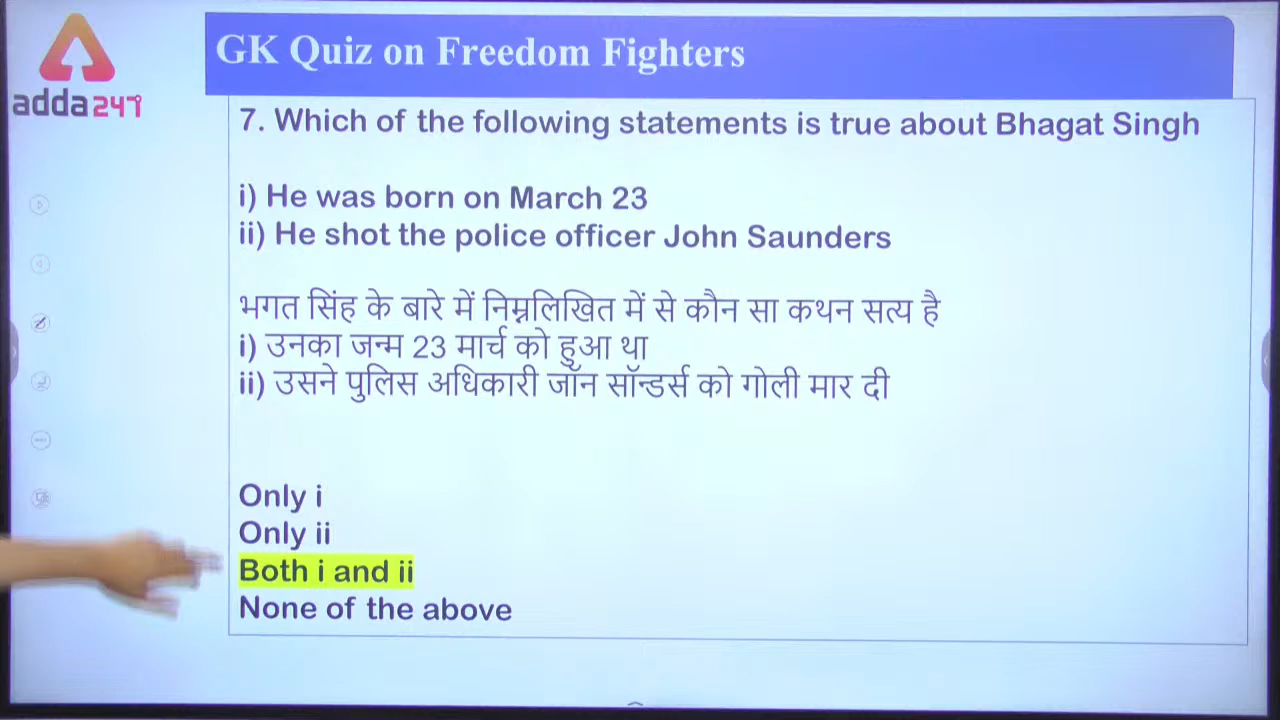 adda247
GK Quiz on Freedom Fighters
7. Which of the following statements is true about Bhagat Singh
i) He was born on March 23
ii) He shot the police officer John Saunders
भगत सिंह के बारे में निम्नलिखित में से कौन सा कथन सत्य है
i) उनका जन्म 23 मार्च को हुआ था
ii) उसने पुलिस अधिकारी जॉन सॉन्डर्स को गोली मार दी
Only i
Only ii
Both i and ii
None of the above